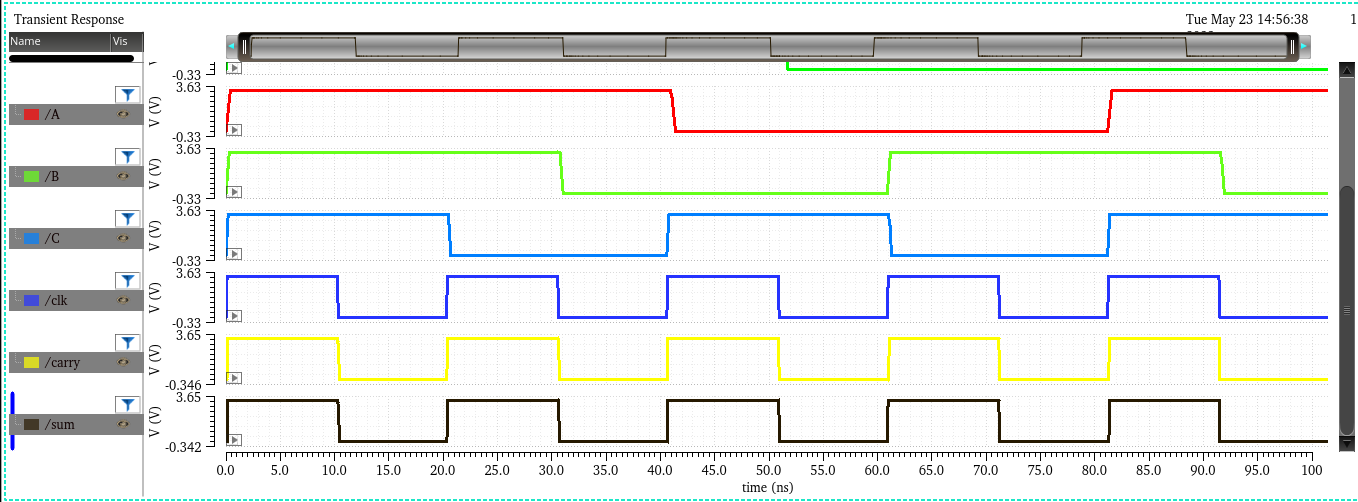 Transient Response
Tue May 23 14:56:38
1
Name Vis
-0.33
3.63
V (V)
/A
-0.33
3.63
V (V)
/B
-0.33
3.63
V (V)
/C
-0.33
3.63
V (V)
/clk
-0.33
3.65
V (V)
/carry
-0.346
3.65
V (V)
/sum
-0.342
0.0 5.0 10.0 15.0 20.0 25.0 30.0 35.0 40.0 45.0 50.0 55.0 60.0 65.0 70.0 75.0 80.0 85.0 90.0 95.0 100
time (ns)